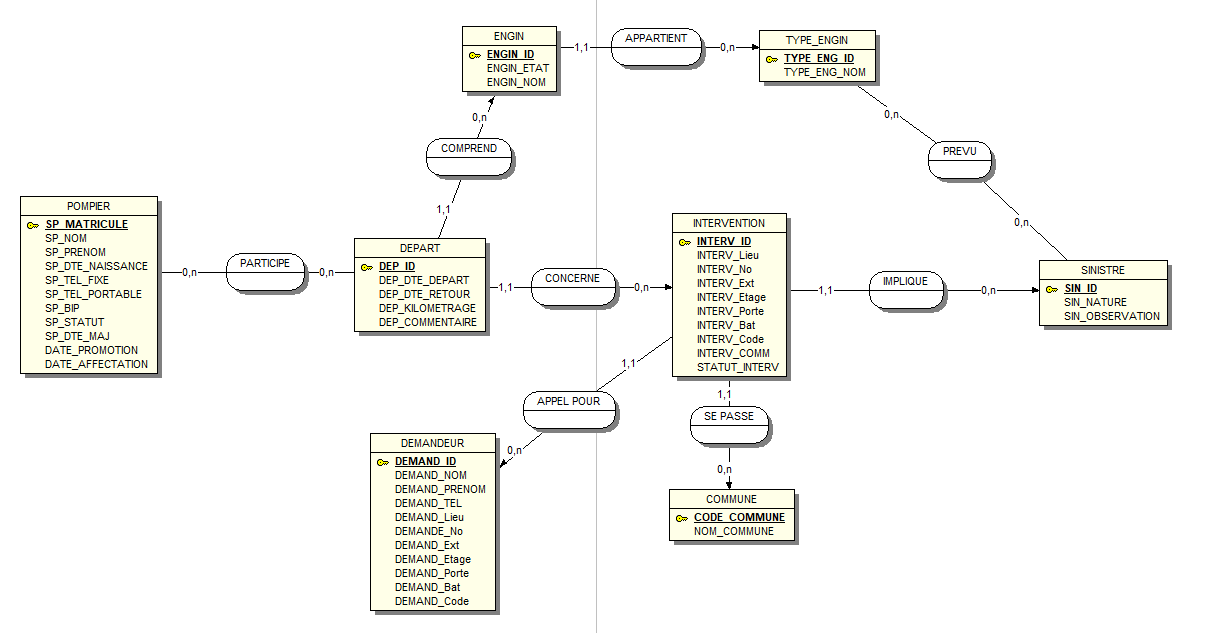 ENGIN
ENGIN_ID
ENGIN_ETAT
ENGIN_NOM
1,1
APPARTIENT
0,n
TYPE_ENGIN
TYPE_ENG_ID
TYPE_ENG_NOM
0,n
COMPREND
1,1
0,n
PREVU
0,n
POMPIER
SP_MATRICULE
SP_NOM
SP_PRENOM
SP_DTE_NAISSANCE
SP_TEL_FIXE
SP_TEL_PORTABLE
SP_BIP
SP_STATUT
SP_DTE_MAJ
DATE_PROMOTION
DATE_AFFECTATION
0,n
PARTICIPE
0,n
DEPART
DEP_ID
DEP_DTE_DEPART
DEP_DTE_RETOUR
DEP_KILOMETRAGE
DEP_COMMENTAIRE
1,1
CONCERNE
0,n
INTERVENTION
INTERV_ID
INTERV_Lieu
INTERV_No
INTERV_Ext
INTERV_Etage
INTERV_Porte
INTERV_Bat
INTERV_Code
INTERV_COMM
STATUT_INTERV
1,1
IMPLIQUE
0,n
SINISTRE
SIN_ID
SIN_NATURE
SIN_OBSERVATION
1,1
APPEL POUR
0,n
1,1
SE PASSE
0,n
DEMANDEUR
DEMAND_ID
DEMAND_NOM
DEMAND_PRENOM
DEMAND_TEL
DEMAND_Lieu
DEMANDE_No
DEMAND_Ext
DEMAND_Etage
DEMAND_Porte
DEMAND_Bat
DEMAND_Code
COMMUNE
CODE_COMMUNE
NOM_COMMUNE